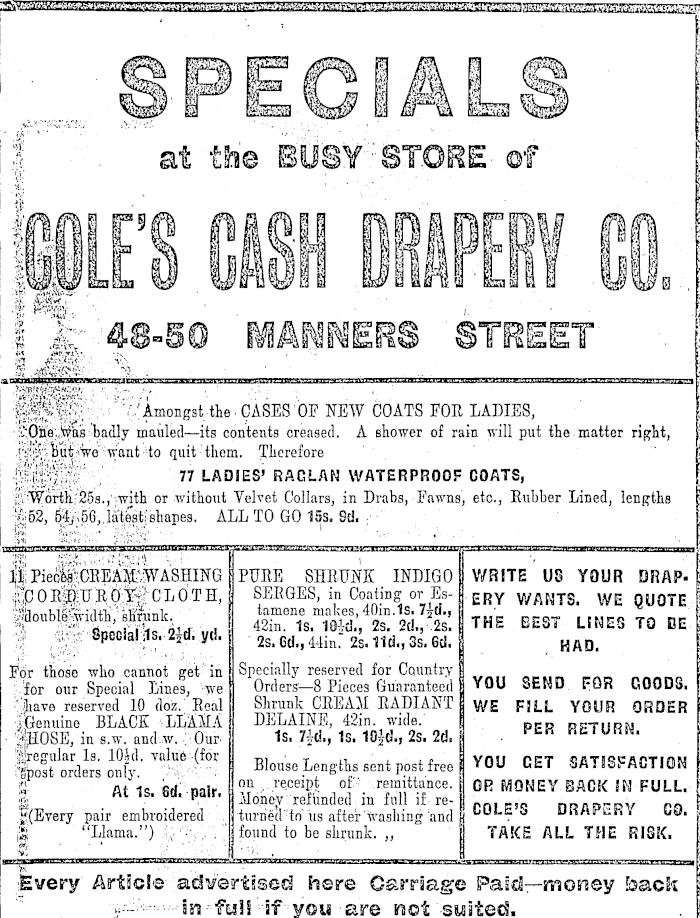 SPECIALS
at the BUSY STORE of
COLE'S CASH DRAPERY CO.
48-50 MANNERS STREET
Amongst the CASES OF NEW COATS FOR LADIES,
One was badly mauled—its contents creased. A shower of rain will put the matter right,
but we want to quit them. Therefore
77 LADIES' RAGLAN WATERPROOF COATS,
Worth 25s., with or without Velvet Collars, in Drabs, Fawns, etc., Rubber Lined, lengths
52, 54, 56, latest shapes. ALL TO GO 15s. 9d.
11 Pieces CREAM WASHING
CORDUROY CLOTH,
double width, shrunk.
Special 1s. 2½d. yd.
For those who cannot get in
for our Special Lines, we
have reserved 10 doz. Real
Genuine BLACK LLAMA
HOSE, in s.w. and w. Our
regular 1s. 10½d. value (for
post orders only.
At 1s. 6d. pair.
(Every pair embroidered
"Llama.")
PURE SHRUNK INDIGO
SERGES, in Coating or Es-
tamene makes, 40in. 1s. 7½d.,
42in. 1s. 10½d., 2s. 2d., 2s.
2s. 6d., 44in. 2s. 11d., 3s. 6d.
Specially reserved for Country
Orders—8 Pieces Guaranteed
Shrunk CREAM RADIANT
DELAINE, 42in. wide.
1s. 7½d., 1s. 10½d., 2s. 2d.
Blouse Lengths sent post free
on receipt of remittance.
Money refunded in full if re-
turned to us after washing and
found to be shrunk. ,,
WRITE US YOUR DRAP-
ERY WANTS. WE QUOTE
THE BEST LINES TO BE
HAD.
YOU SEND FOR GOODS.
WE FILL YOUR ORDER
PER RETURN.
YOU GET SATISFACTION
OR MONEY BACK IN FULL.
COLE'S DRAPERY CO.
TAKE ALL THE RISK.
Every Article advertised here Carriage Paid—money back
in full if you are not suited.